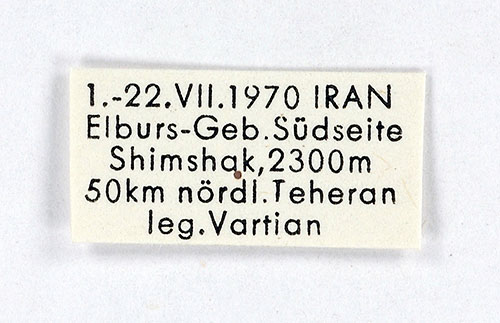 1.-22.VII.1970 IRAN
Elburs-Geb.Südseite
Shimshak,2300m
50km nördl.Teheran
leg.Vartian